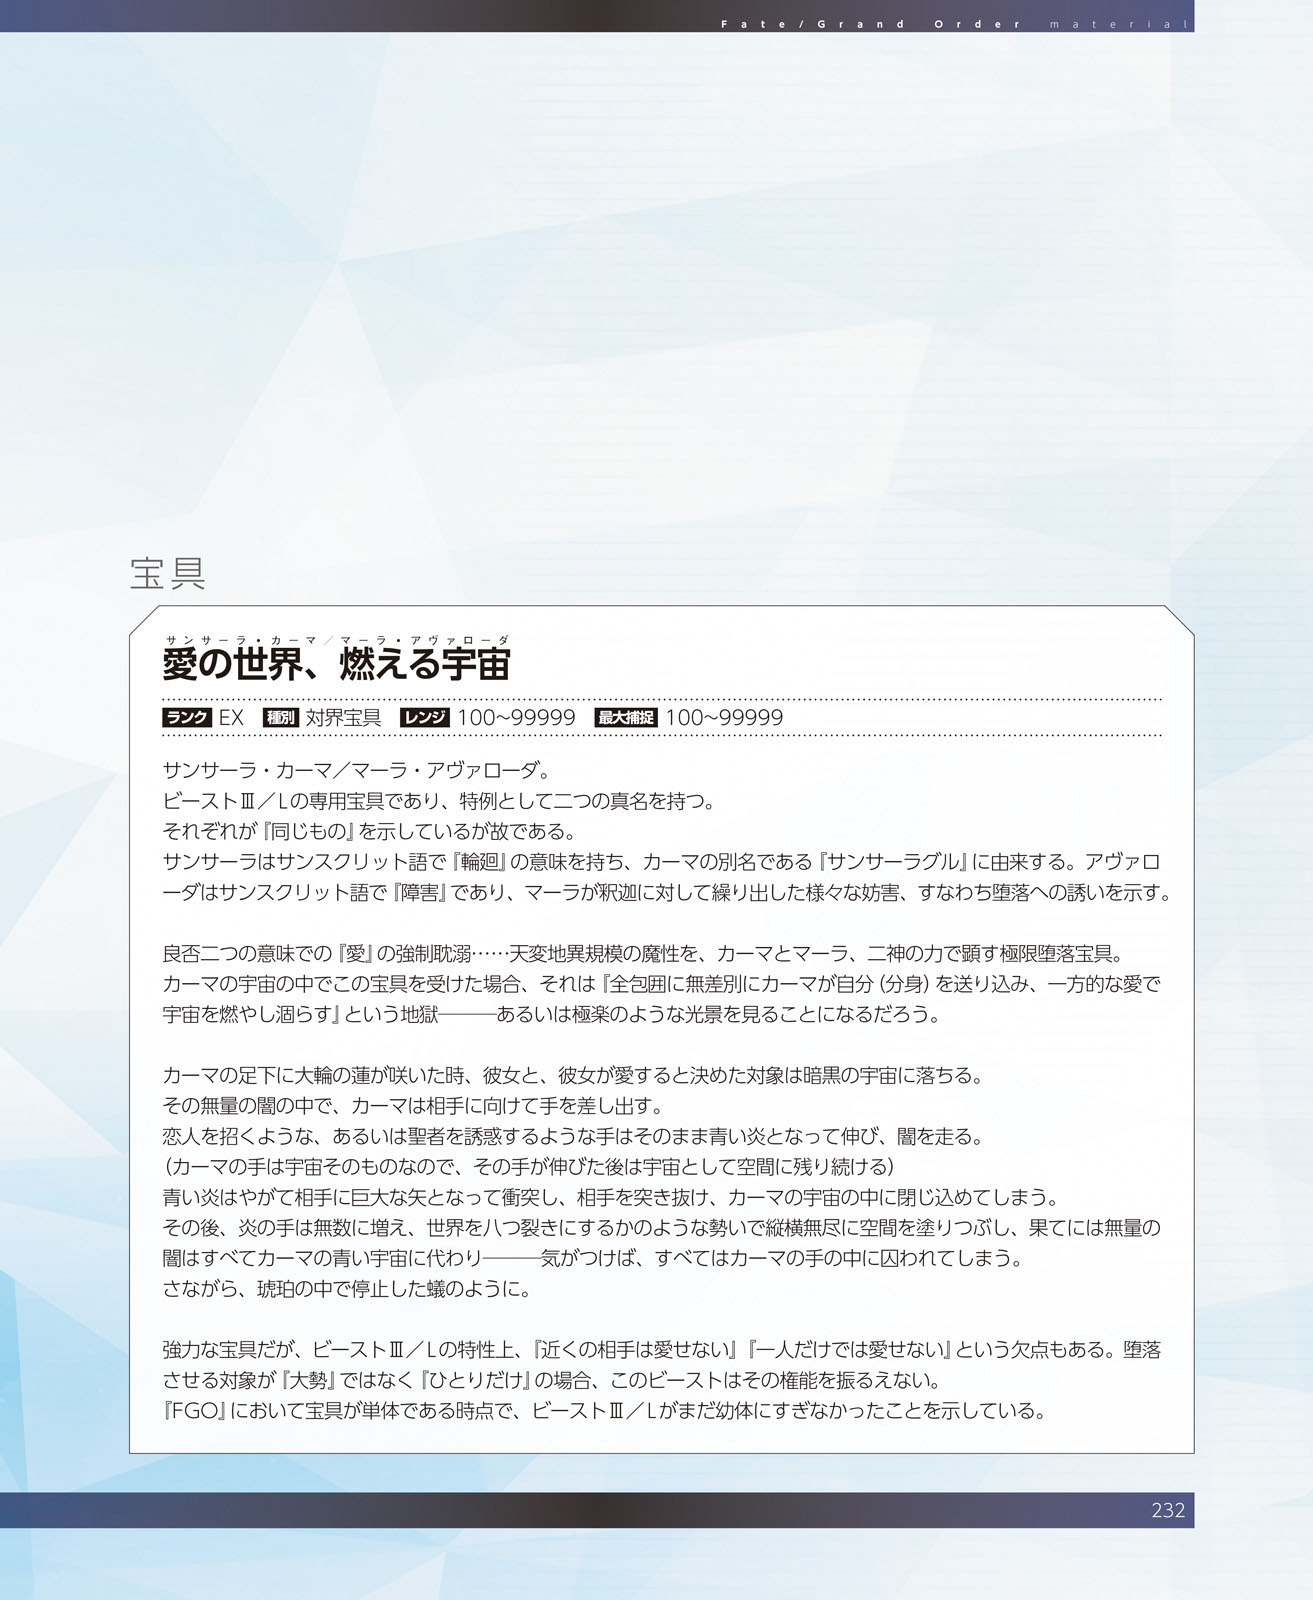 Fate/Grand Order material
宝具
サンサーラ・カーマ／マーラ・アヴァローダ
愛の世界、燃える宇宙
ランク EX 種別 対界宝具 レンジ 100~99999 最大捕捉 100~99999
サンサーラ・カーマ／マーラ・アヴァローダ。
ビーストⅢ／Lの専用宝具であり、特例として二つの真名を持つ。
それぞれが『同じもの』を示しているが故である。
サンサーラはサンスクリット語で『輪廻』の意味を持ち、カーマの別名である『サンサーラグル』に由来する。アヴァロ
ーダはサンスクリット語で『障害』であり、マーラが釈迦に対して繰り出した様々な妨害、すなわち堕落への誘いを示す。
良否二つの意味での『愛』の強制耽溺……天変地異規模の魔性を、カーマとマーラ、二神の力で顕す極限堕落宝具。
カーマの宇宙の中でこの宝具を受けた場合、それは『全包囲に無差別にカーマが自分（分身）を送り込み、一方的な愛で
宇宙を燃やし涸らす』という地獄―――あるいは極楽のような光景を見ることになるだろう。
カーマの足下に大輪の蓮が咲いた時、彼女と、彼女が愛すると決めた対象は暗黒の宇宙に落ちる。
その無量の闇の中で、カーマは相手に向けて手を差し出す。
恋人を招くような、あるいは聖者を誘惑するような手はそのまま青い炎となって伸び、闇を走る。
（カーマの手は宇宙そのものなので、その手が伸びた後は宇宙として空間に残り続ける）
青い炎はやがて相手に巨大な矢となって衝突し、相手を突き抜け、カーマの宇宙の中に閉じ込めてしまう。
その後、炎の手は無数に増え、世界を八つ裂きにするかのような勢いで縦横無尽に空間を塗りつぶし、果てには無量の
闇はすべてカーマの青い宇宙に代わり―――気がつけば、すべてはカーマの手の中に囚われてしまう。
さながら、琥珀の中で停止した蟻のように。
強力な宝具だが、ビーストⅢ／Lの特性上、『近くの相手は愛せない』『一人だけでは愛せない』という欠点もある。堕落
させる対象が『大勢』ではなく『ひとりだけ』の場合、このビーストはその権能を振るえない。
『FGO』において宝具が単体である時点で、ビーストⅢ／Lがまだ幼体にすぎなかったことを示している。
232